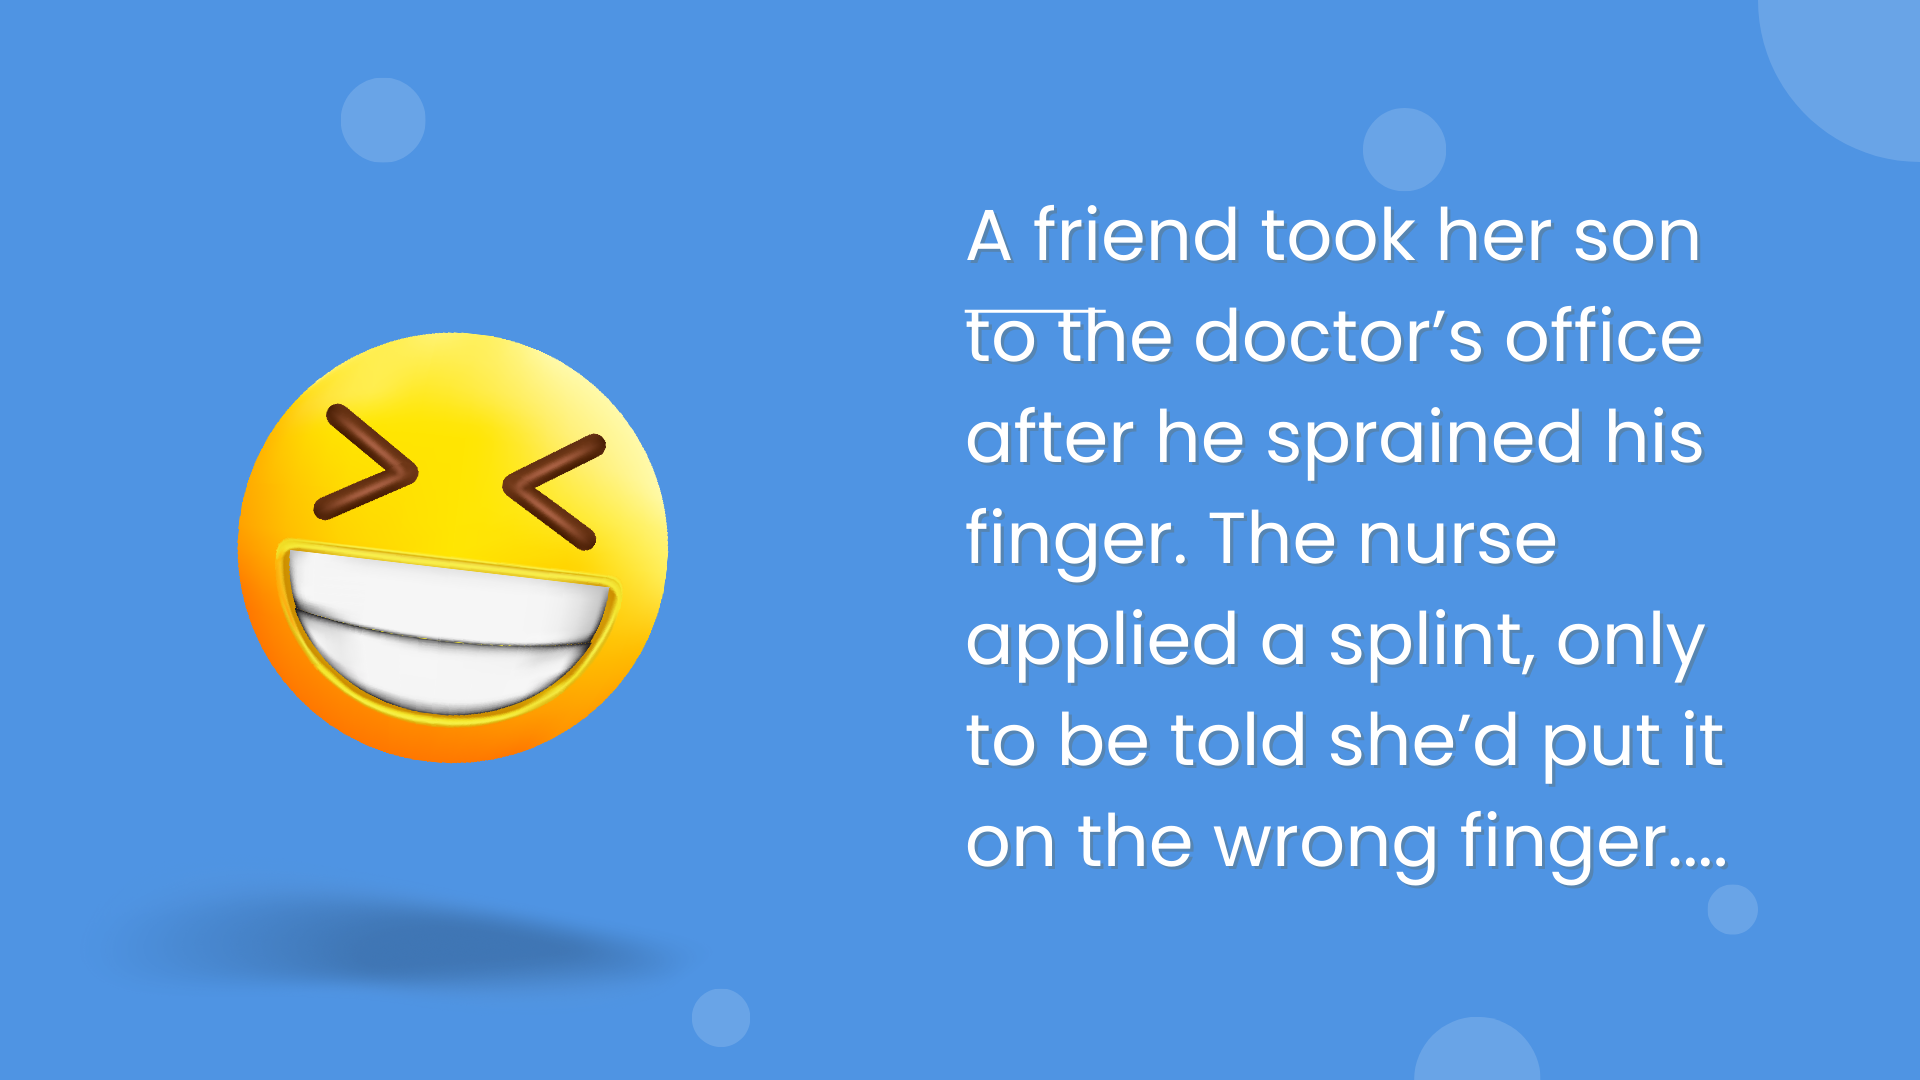 A friend took her son
to the doctor’s office
after he sprained his
finger. The nurse
applied a splint, only
to be told she’d put it
on the wrong finger....